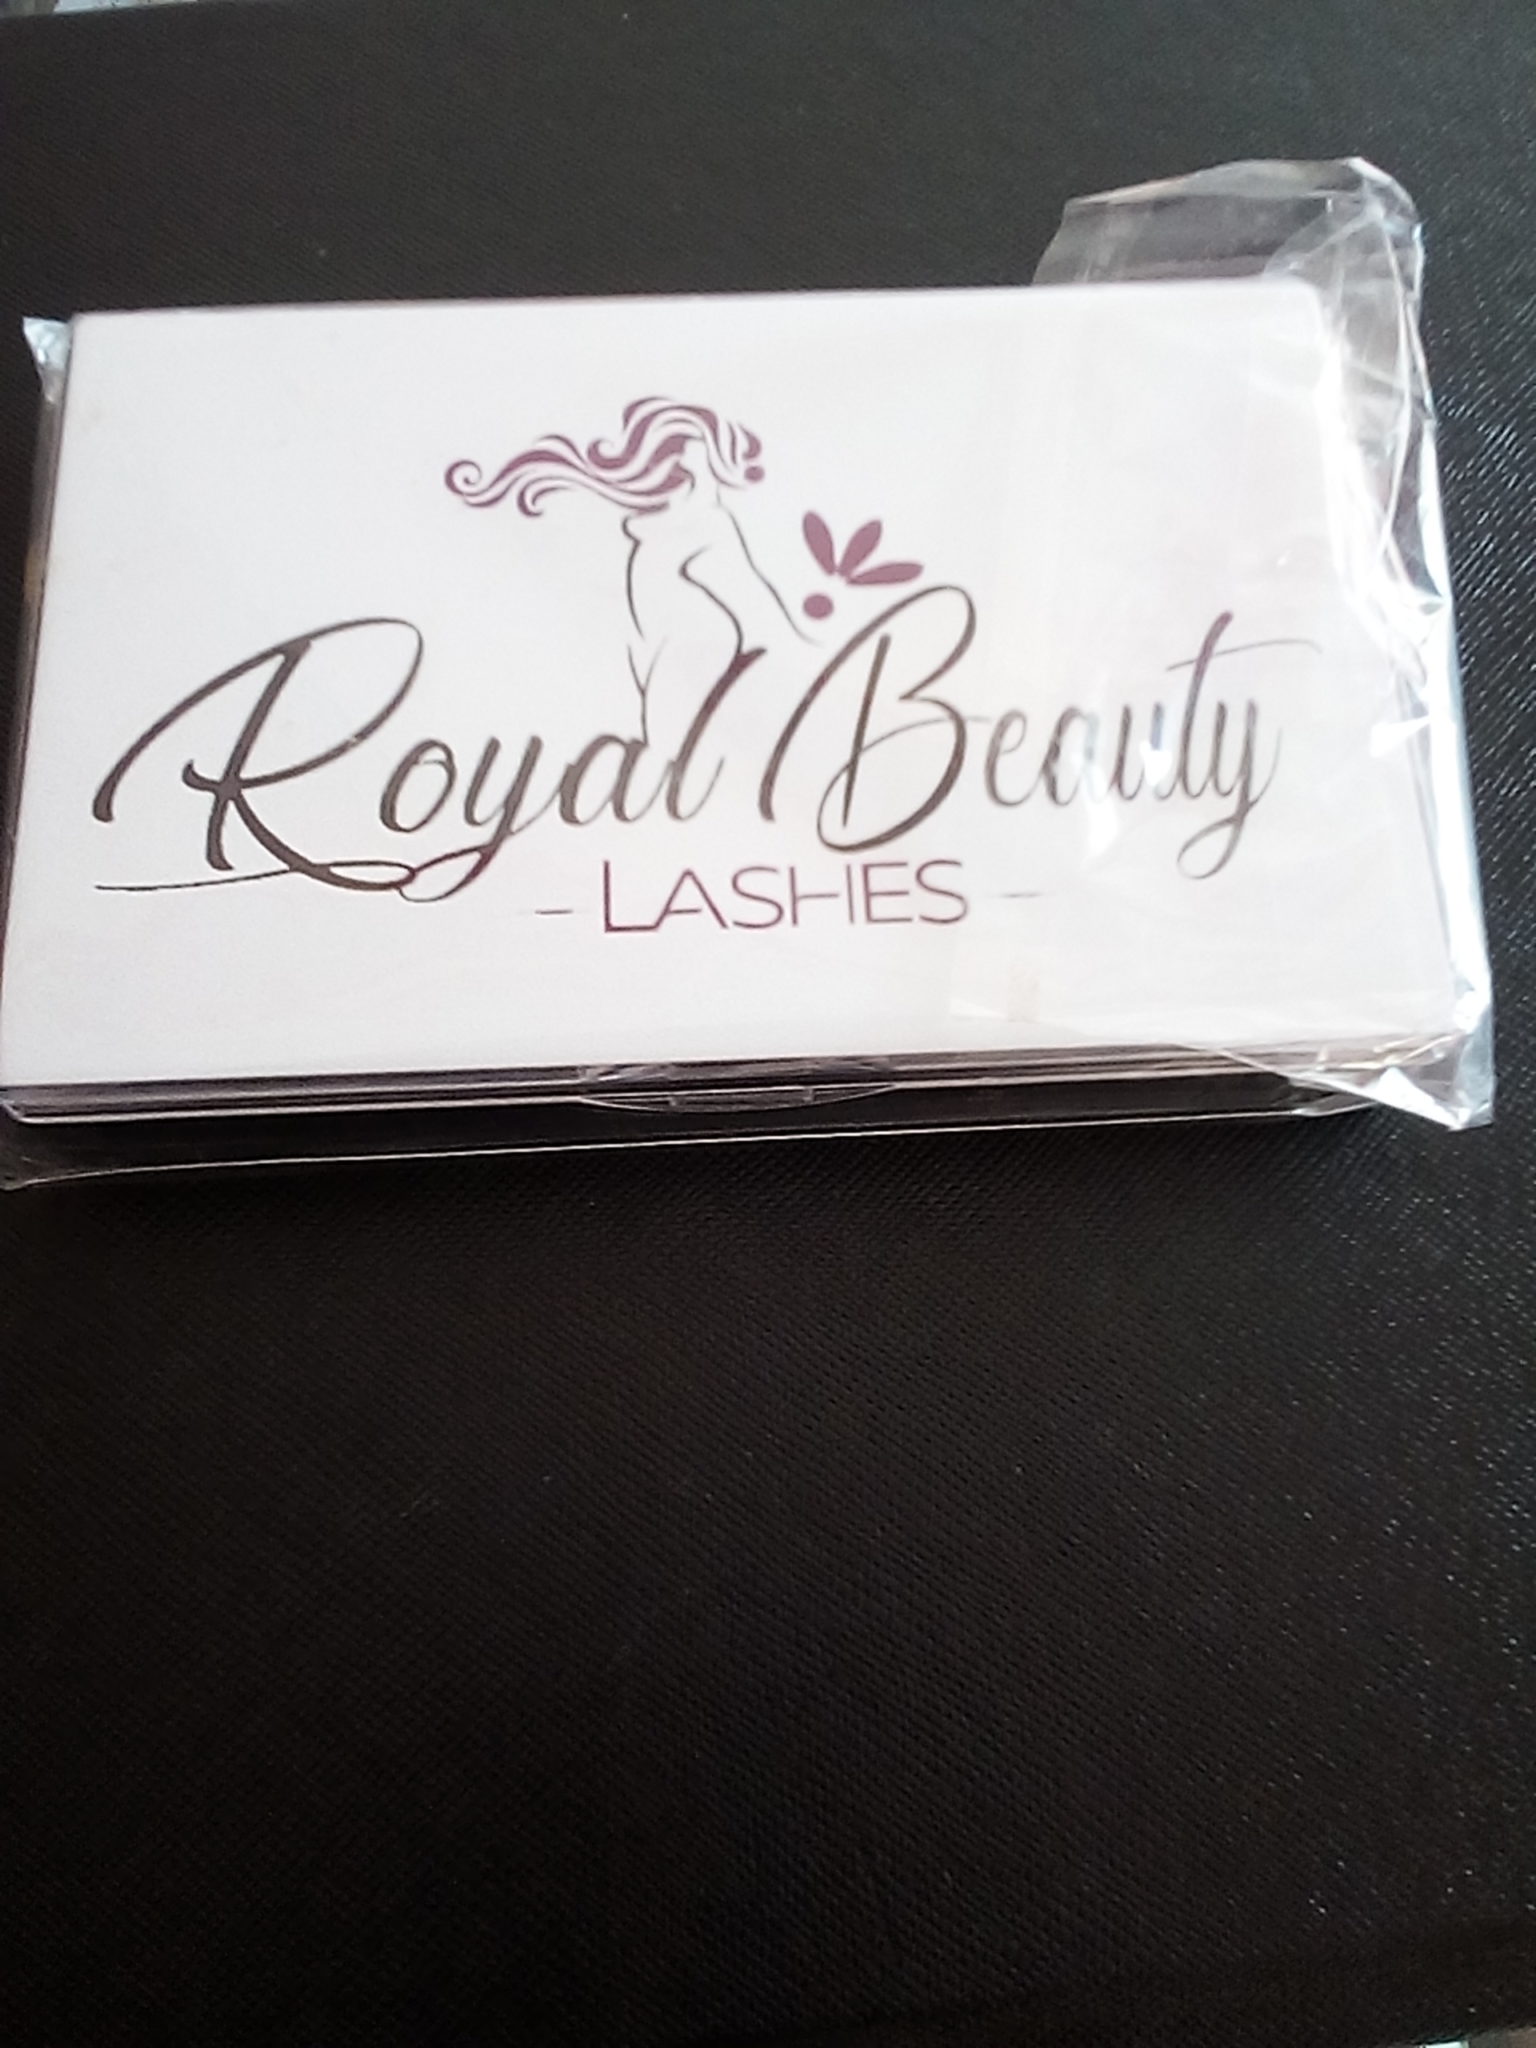 Royal Beauty
- LASHES -